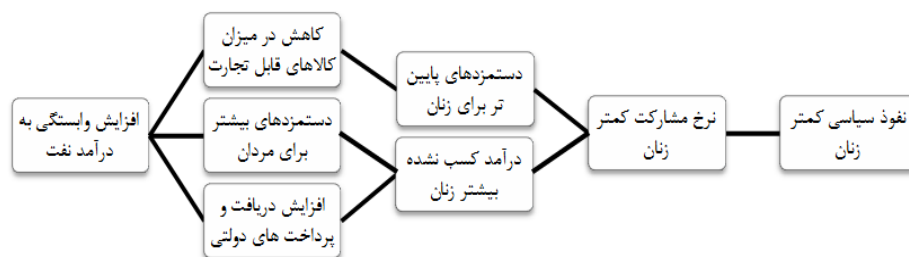 افزایش وابستگی به
درآمد نفت
کاهش در میزان
کالاهای قابل تجارت
دستمزدهای بیشتر
برای مردان
افزایش دریافت و
پرداخت های دولتی
دستمزدهای پایین
تر برای زنان
درآمد کسب نشده
بیشتر زنان
نرخ مشارکت کمتر
زنان
نفوذ سیاسی کمتر
زنان